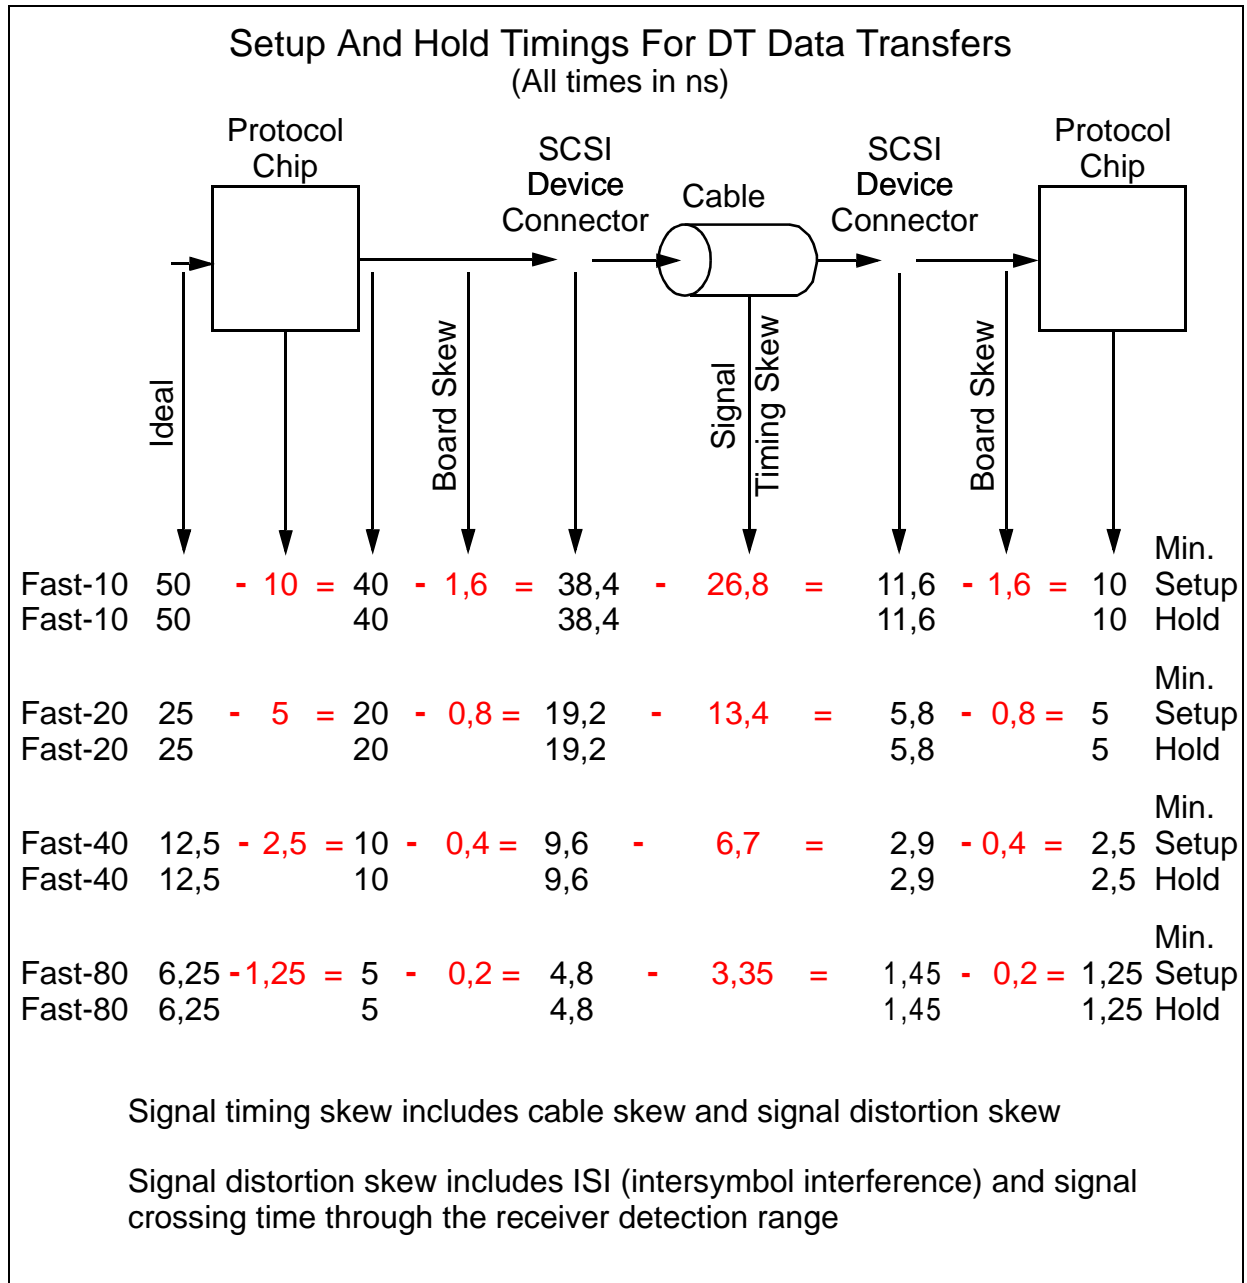 Setup And Hold Timings For DT Data Transfers
(All times in ns)
Protocol
Chip
SCSI
Device
Connector
Cable
SCSI
Device
Connector
Protocol
Chip
Ideal
Board Skew
Signal
Timing Skew
Board Skew
Min.
Fast-10 50 - 10 = 40 - 1,6 = 38,4 - 26,8 = 11,6 - 1,6 = 10 Setup
Fast-10 50 40 38,4 11,6 10 Hold
Min.
Fast-20 25 - 5 = 20 - 0,8 = 19,2 - 13,4 = 5,8 - 0,8 = 5 Setup
Fast-20 25 20 19,2 5,8 5 Hold
Min.
Fast-40 12,5 - 2,5 = 10 - 0,4 = 9,6 - 6,7 = 2,9 - 0,4 = 2,5 Setup
Fast-40 12,5 10 9,6 2,9 2,5 Hold
Min.
Fast-80 6,25 - 1,25 = 5 - 0,2 = 4,8 - 3,35 = 1,45 - 0,2 = 1,25 Setup
Fast-80 6,25 5 4,8 1,45 1,25 Hold
Signal timing skew includes cable skew and signal distortion skew
Signal distortion skew includes ISI (intersymbol interference) and signal
crossing time through the receiver detection range